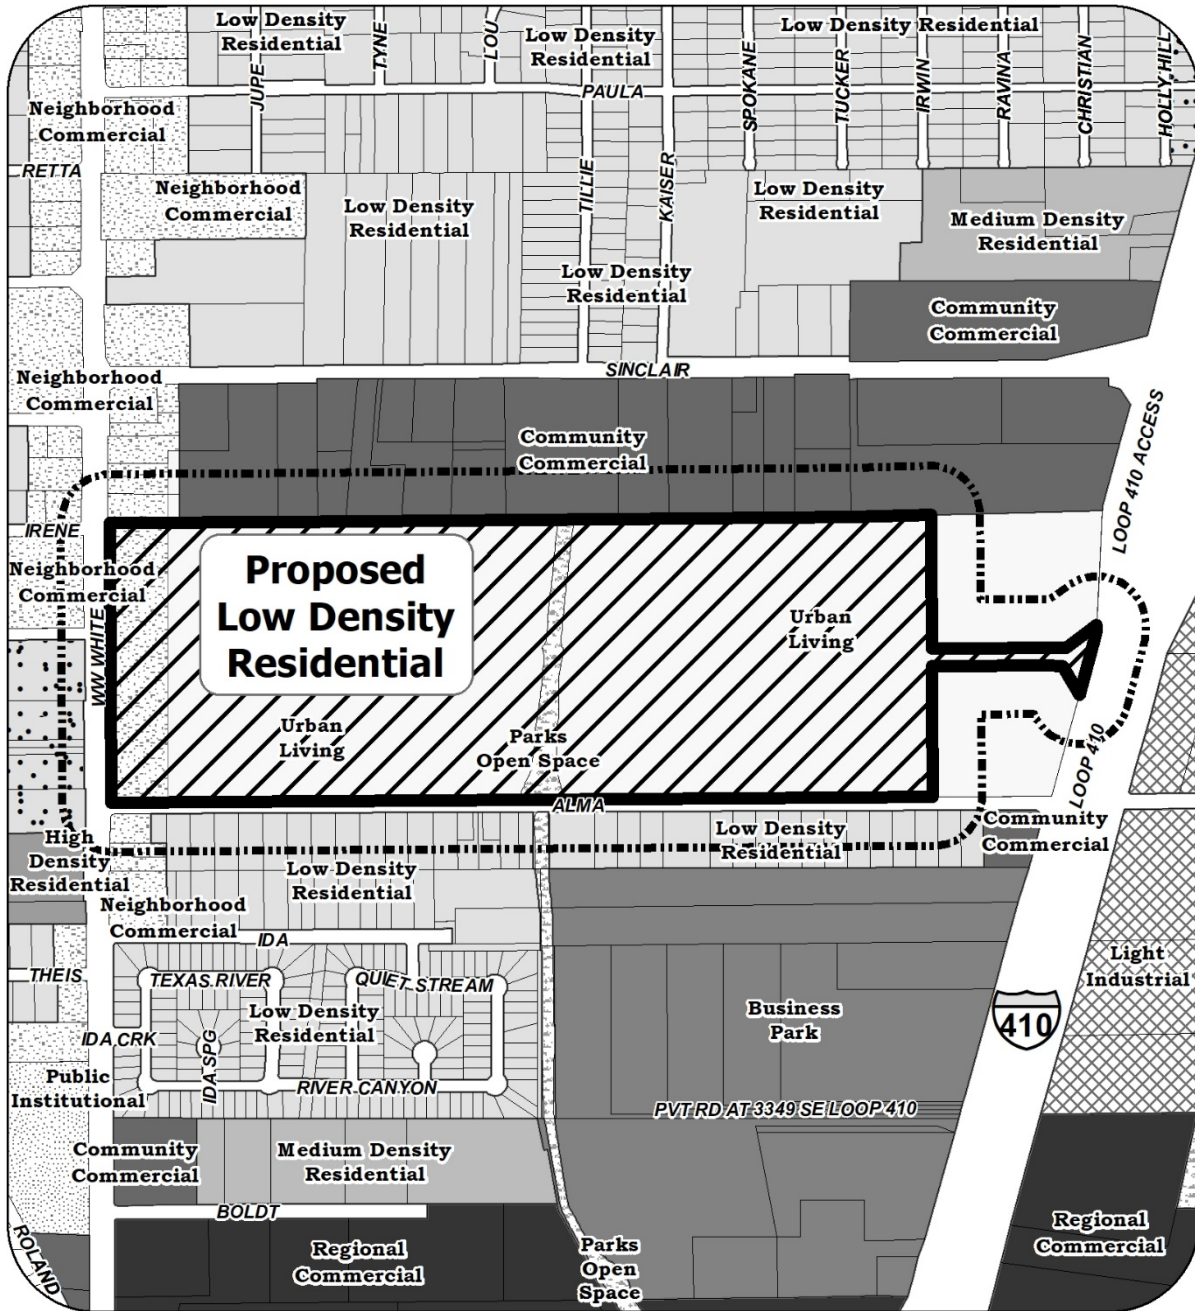 Low Density
Residential
TYNE
LOU
Low Density
Residential
Low Density Residential
JUPE
PAULA
SPOKANE
TUCKER
IRWIN
RAVINA
CHRISTIAN
HOLLY HILL
Neighborhood
Commercial
RETTA
Neighborhood
Commercial
Low Density
Residential
TILLIE
KAISER
Low Density
Residential
Medium Density
Residential
Low Density
Residential
Community
Commercial
SINCLAIR
Neighborhood
Commercial
Community
Commercial
LOOP 410 ACCESS
IRENE
Neighborhood
Commercial
WW WHITE
Proposed
Low Density
Residential
Urban
Living
Urban
Living
Parks
Open Space
LOOP 410
ALMA
High
Density
Residential
Low Density
Residential
Community
Commercial
Low Density
Residential
Neighborhood
Commercial
IDA
THEIS
TEXAS RIVER
QUIET STREAM
Low Density
Residential
Light
Industrial
Business
Park
410
IDA CRK
IDA SPG
Public
Institutional
RIVER CANYON
PVT RD AT 3349 SE LOOP 410
Community
Commercial
Medium Density
Residential
BOLDT
ROLAND
Regional
Commercial
Parks
Open
Space
Regional
Commercial